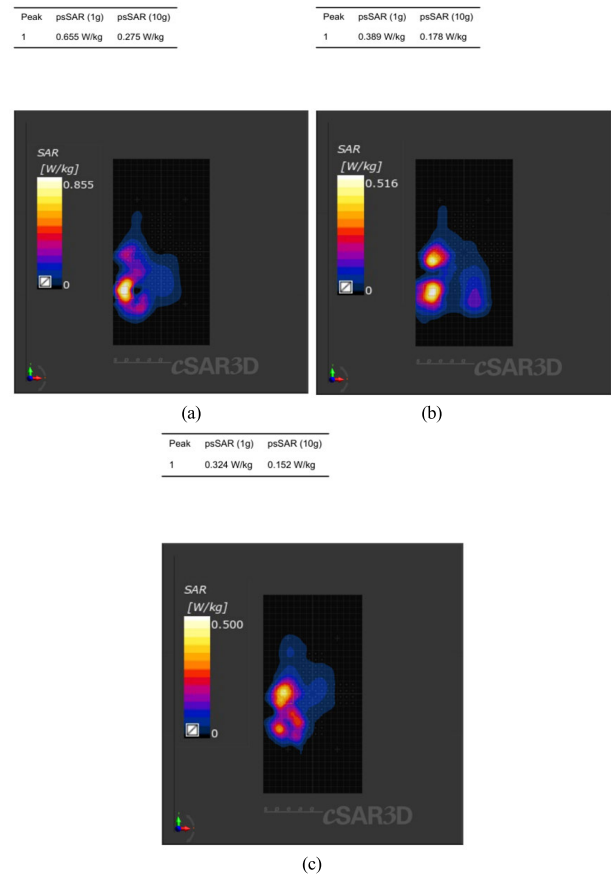 Peak psSAR (1g) psSAR (10g)
1 0.655 W/kg 0.275 W/kg
Peak psSAR (1g) psSAR (10g)
1 0.389 W/kg 0.178 W/kg
SAR
[W/kg]
0.855
0
cSAR3D
(a)
SAR
[W/kg]
0.516
0
cSAR3D
(b)
Peak psSAR (1g) psSAR (10g)
1 0.324 W/kg 0.152 W/kg
SAR
[W/kg]
0.500
0
cSAR3D
(c)